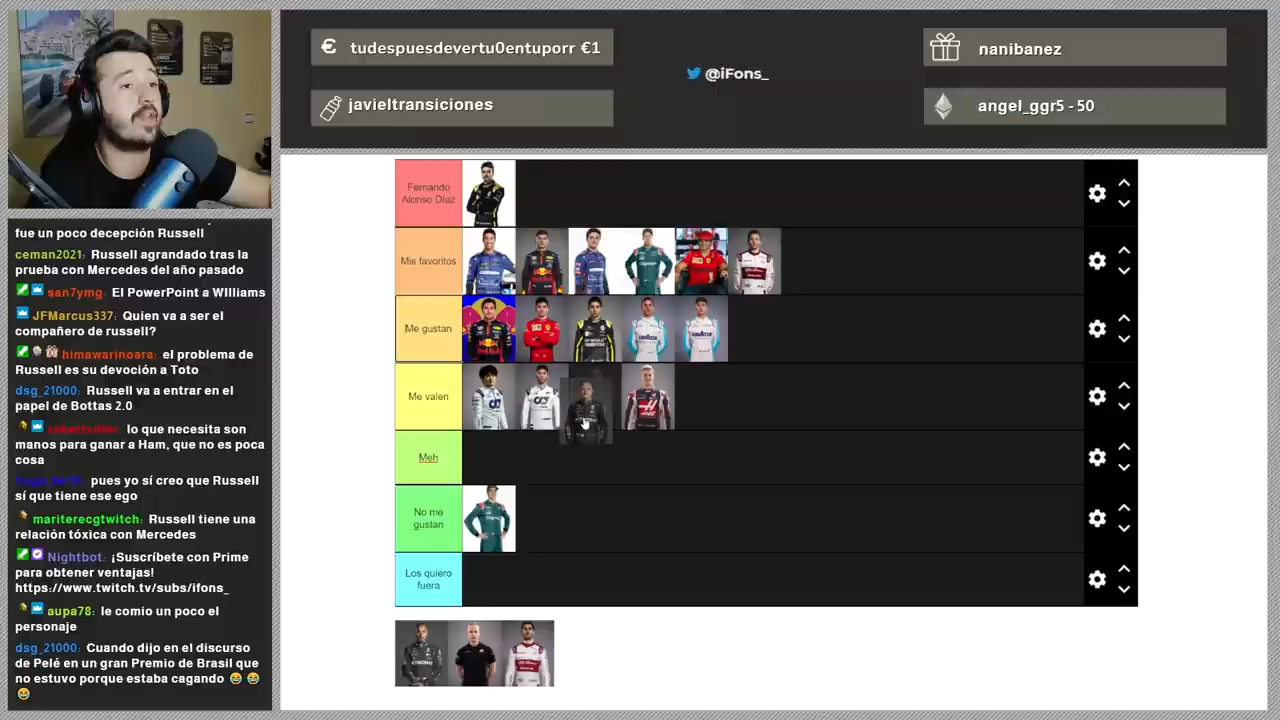 € tudespuesdevertu0entuporr €1
javieltransiciones
@iFons_
nanibanez
angel_ggr5 - 50
fue un poco decepción Russell
ceman2021: Russell agrandado tras la
prueba con Mercedes del año pasado
san7ymg: El PowerPoint a WIlliams
JFMarcus337: Quien va a ser el
compañero de russell?
himawarinoara: el problema de
Russell es su devoción a Toto
dsg_21000: Russell va a entrar en el
papel de Bottas 2.0
lo que necesita son
manos para ganar a Ham, que no es poca
cosa
pues yo sí creo que Russell
sí que tiene ese ego
mariterecgtwitch: Russell tiene una
relación tóxica con Mercedes
Nightbot: ¡Suscríbete con Prime
para obtener ventajas!
https://www.twitch.tv/subs/ifons_
aupa78: le comio un poco el
personaje
dsg_21000: Cuando dijo en el discurso
de Pelé en un gran Premio de Brasil que
no estuvo porque estaba cagando 😂 😂
😂
Fernando
Alonso Díaz
Mis favoritos
Me gustan
Me valen
Meh
No me
gustan
Los quiero
fuera